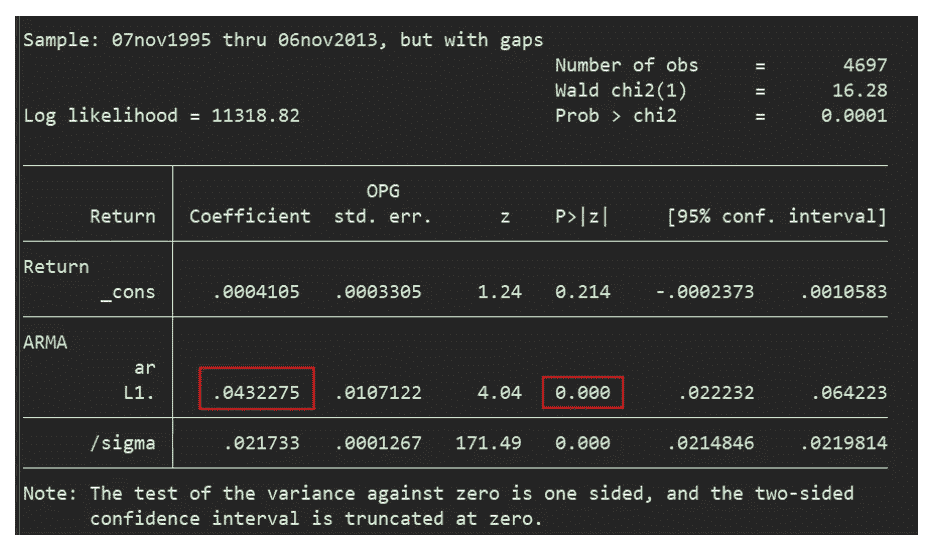 Sample: 07nov1995 thru 06nov2013, but with gaps
Number of obs = 4697
Wald chi2(1) = 16.28
Log likelihood = 11318.82 Prob > chi2 = 0.0001
OPG
Return Coefficient std. err. z P>|z| [95% conf. interval]
Return
_cons .0004105 .0003305 1.24 0.214 -.0002373 .0010583
ARMA
ar
L1. .0432275 .0107122 4.04 0.000 .022232 .064223
/sigma .021733 .0001267 171.49 0.000 .0214846 .0219814
Note: The test of the variance against zero is one sided, and the two-sided
confidence interval is truncated at zero.